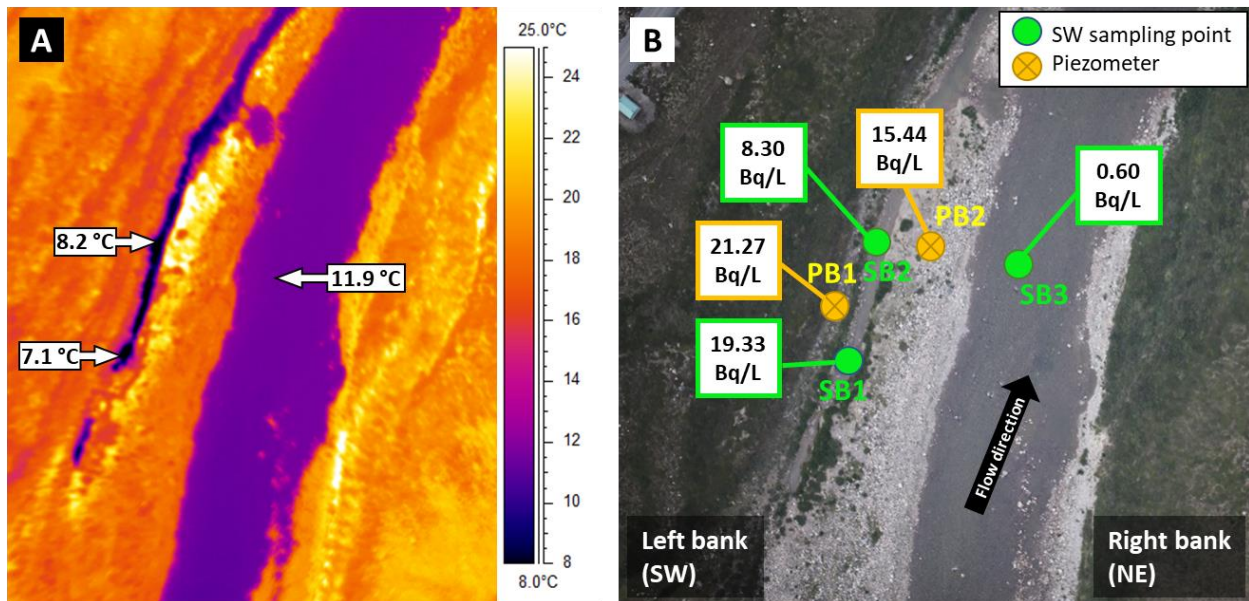 A
25.0°C
24
22
20
18
16
14
12
10
8
8.0°C
8.2 °C
11.9 °C
7.1 °C
B
SW sampling point
Piezometer
8.30
Bq/L
15.44
Bq/L
0.60
Bq/L
21.27
Bq/L
PB1
SB2
PB2
SB3
19.33
Bq/L
SB1
Flow direction
Left bank
(SW)
Right bank
(NE)